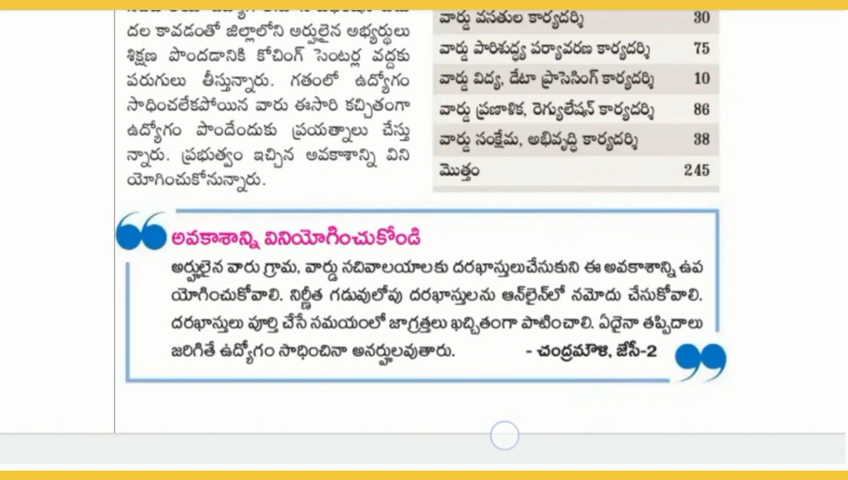 దల కావడంతో జిల్లాలోని అర్హులైన అభ్యర్థులు
శిక్షణ పొందడానికి కోచింగ్ సెంటర్ల వద్దకు
పరుగులు తీస్తున్నారు. గతంలో ఉద్యోగం
సాధించలేకపోయిన వారు ఈసారి కచ్చితంగా
ఉద్యోగం పొందేందుకు ప్రయత్నాలు చేస్తు
న్నారు. ప్రభుత్వం ఇచ్చిన అవకాశాన్ని విని
యోగించుకోనున్నారు.
వార్డు వసతుల కార్యదర్శి 30
వార్డు పారిశుద్ధ్య పర్యావరణ కార్యదర్శి 75
వార్డు విద్య, డేటా ప్రాసెసింగ్ కార్యదర్శి 10
వార్డు ప్రణాళిక, రెగ్యులేషన్ కార్యదర్శి 86
వార్డు సంక్షేమ, అభివృద్ధి కార్యదర్శి 38
మొత్తం 245
అవకాశాన్ని వినియోగించుకోండి
అర్హులైన వారు గ్రామ, వార్డు సచివాలయాలకు దరఖాస్తులుచేసుకుని ఈ అవకాశాన్ని ఉప
యోగించుకోవాలి. నిర్ణీత గడువులోపు దరఖాస్తులను ఆన్‌లైన్‌లో నమోదు చేసుకోవాలి.
దరఖాస్తులు పూర్తి చేసే సమయంలో జాగ్రత్తలు ఖచ్చితంగా పాటించాలి. ఏదైనా తప్పిదాలు
జరిగితే ఉద్యోగం సాధించినా అనర్హులవుతారు. - చంద్రమౌళి, జేసీ-2